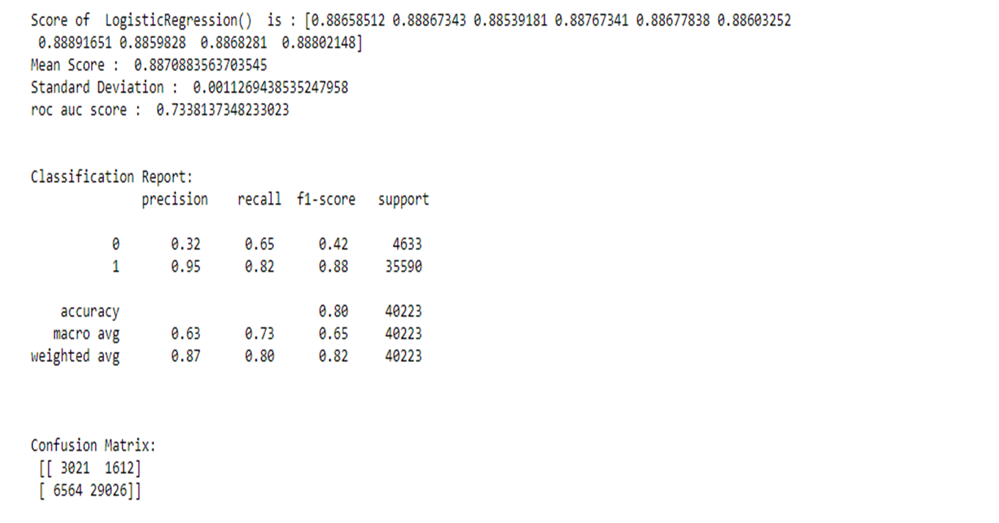 Score of  LogisticRegression()  is : [0.88658512 0.88867343 0.88539181 0.88767341 0.88677838 0.88603252
 0.88891651 0.8859828  0.8868281  0.88802148]
Mean Score :  0.8870883563703545
Standard Deviation :  0.0011269438535247958
roc auc score :  0.7338137348233023
Classification Report:
               precision    recall  f1-score   support
           0       0.32      0.65      0.42      4633
           1       0.95      0.82      0.88     35590
    accuracy                           0.80     40223
   macro avg       0.63      0.73      0.65     40223
weighted avg       0.87      0.80      0.82     40223
Confusion Matrix:
 [[ 3021  1612]
 [ 6564 29026]]